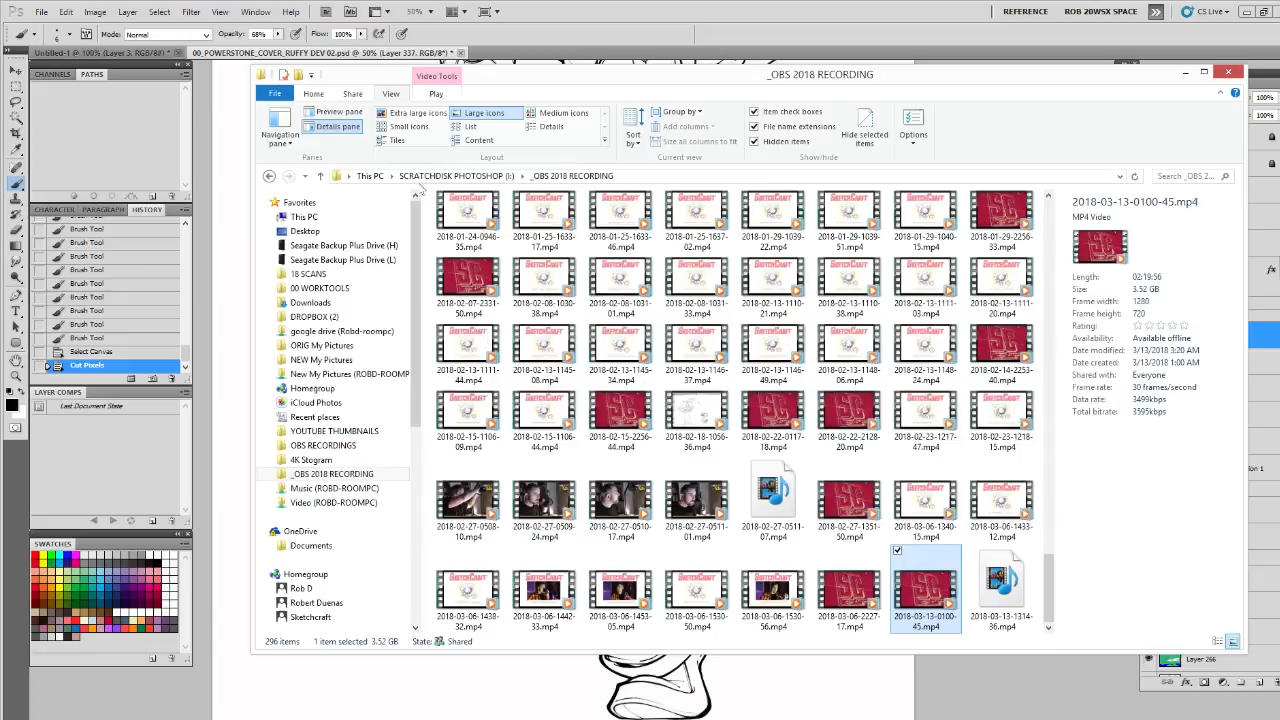 Ps File Edit Image Layer Select Filter View Window Help Br Mb 50% REFERENCE ROB 20WSX SPACE CS Live
6 Mode: Normal Opacity: 68% Flow: 100%
Untitled-1 @ 100% (Layer 3, RGB/8#) * 00_POWERSTONE_COVER_RUFFY DEV 02.psd @ 50% (Layer 337, RGB/8*) *
CHANNELS PATHS
Video Tools
_OBS 2018 RECORDING
File Home Share View Play
Navigation pane
Preview pane
Details pane
Panes
Extra large icons Large icons Medium icons
Small icons List Details
Tiles Content
Layout
Sort by
Group by
Add columns
Size all columns to fit
Current view
Item check boxes
File name extensions
Hidden items
Hide selected items
Options
Show/hide
This PC SCRATCHDISK PHOTOSHOP (I:) _OBS 2018 RECORDING
Search _OBS 2...
CHARACTER PARAGRAPH HISTORY
Brush Tool
Brush Tool
Brush Tool
Brush Tool
Brush Tool
Brush Tool
Brush Tool
Brush Tool
Brush Tool
Select Canvas
Cut Pixels
LAYER COMPS
Last Document State
SWATCHES
Favorites
This PC
Desktop
Seagate Backup Plus Drive (H)
Seagate Backup Plus Drive (L)
18 SCANS
00 WORKTOOLS
Downloads
DROPBOX (2)
google drive (Robd-roompc)
ORIG My Pictures
NEW My Pictures
New My Pictures (ROBD-ROOMPC)
Homegroup
iCloud Photos
Recent places
YOUTUBE THUMBNAILS
OBS RECORDINGS
4K Stogram
_OBS 2018 RECORDING
Music (ROBD-ROOMPC)
Video (ROBD-ROOMPC)
OneDrive
Documents
Homegroup
Rob D
Robert Duenas
Sketchcraft
2018-01-24-0946-35.mp4 2018-01-25-1633-17.mp4 2018-01-25-1633-46.mp4 2018-01-25-1637-02.mp4 2018-01-29-1039-22.mp4 2018-01-29-1039-51.mp4 2018-01-29-1040-15.mp4 2018-01-29-2256-33.mp4
2018-02-07-2331-50.mp4 2018-02-08-1030-38.mp4 2018-02-08-1031-01.mp4 2018-02-08-1031-33.mp4 2018-02-13-1110-21.mp4 2018-02-13-1110-38.mp4 2018-02-13-1111-04.mp4 2018-02-13-1111-20.mp4
2018-02-13-1111-44.mp4 2018-02-13-1145-08.mp4 2018-02-13-1145-34.mp4 2018-02-13-1146-37.mp4 2018-02-13-1146-49.mp4 2018-02-13-1148-06.mp4 2018-02-13-1148-24.mp4 2018-02-14-2253-40.mp4
2018-02-15-1106-09.mp4 2018-02-15-1106-44.mp4 2018-02-15-2256-44.mp4 2018-02-18-1056-36.mp4 2018-02-22-0117-18.mp4 2018-02-22-2128-20.mp4 2018-02-23-1217-47.mp4 2018-02-23-1218-15.mp4
2018-02-27-0508-10.mp4 2018-02-27-0509-24.mp4 2018-02-27-0510-17.mp4 2018-02-27-0511-01.mp4 2018-02-27-0511-07.mp4 2018-02-27-1351-50.mp4 2018-03-06-1340-15.mp4 2018-03-06-1433-12.mp4
2018-03-06-1438-32.mp4 2018-03-06-1442-33.mp4 2018-03-06-1453-05.mp4 2018-03-06-1530-50.mp4 2018-03-06-1530-56.mp4 2018-03-06-2227-17.mp4 2018-03-13-0100-45.mp4 2018-03-13-1314-36.mp4
2018-03-13-0100-45.mp4
MP4 Video
Length: 02:19:56
Size: 3.52 GB
Frame width: 1280
Frame height: 720
Rating:
Availability: Available offline
Date modified: 3/13/2018 3:20 AM
Date created: 3/13/2018 1:00 AM
Shared with: Everyone
Frame rate: 30 frames/second
Data rate: 3499kbps
Total bitrate: 3595kbps
296 items 1 item selected 3.52 GB State: Shared
100%
100%
fx
ion 1
Layer 266